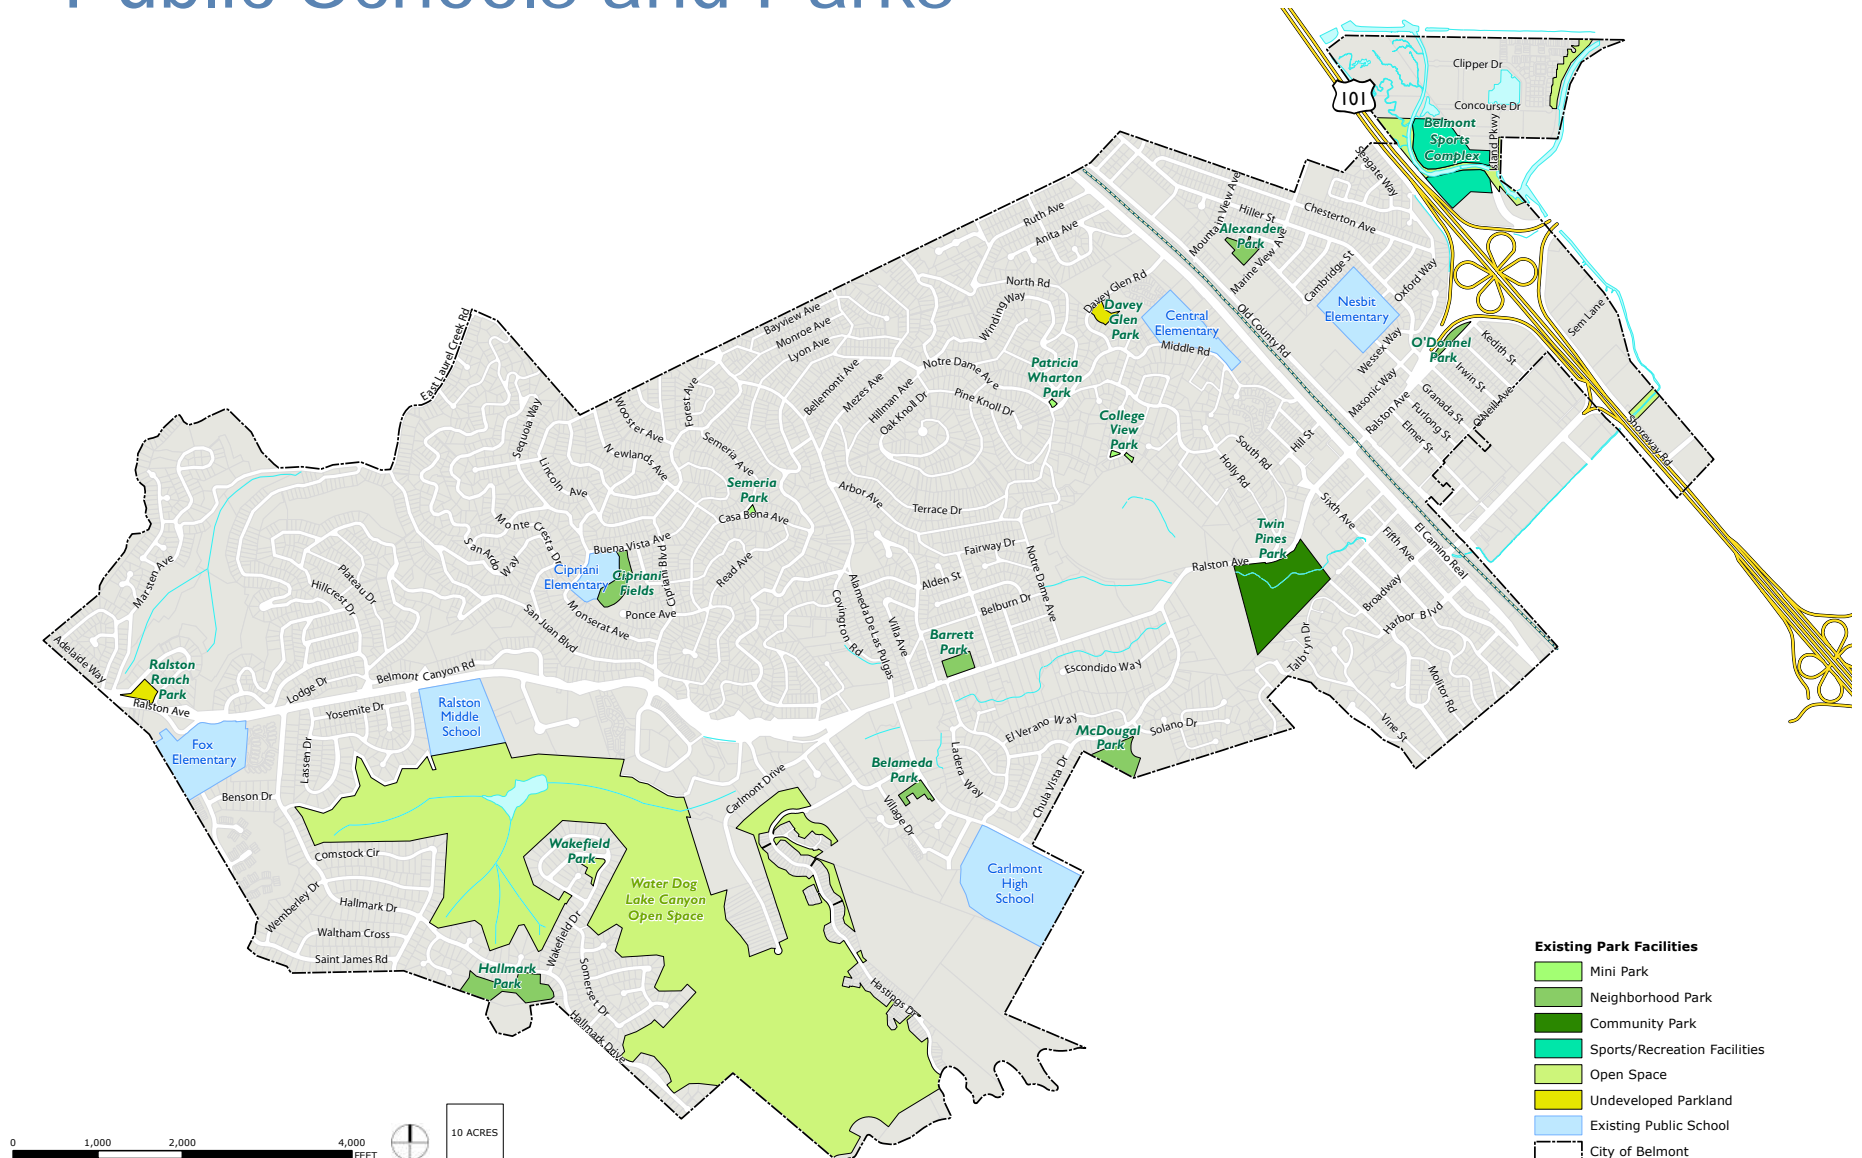 Public Schools and Parks
Clipper Dr
101
Concourse Dr
Island Pkwy
Belmont
Sports
Complex
Seagate Way
Mountain View Ave
Ruth Ave
Hiller St
Chesterton Ave
Anita Ave
Alexander
Park
Marine View Ave
Cambridge St
Oxford Way
North Rd
Davey Glen Rd
Winding Way
Davey
Glen
Park
Central
Elementary
Nesbit
Elementary
Old County Rd
Sem Lane
East Laurel Creek Rd
Bayview Ave
Monroe Ave
Lyon Ave
Middle Rd
Wessex Way
O'Donnel
Park
Kedith St
Irwin St
Notre Dame Ave
Patricia
Wharton
Park
Bellemonti Ave
Mezes Ave
Hillman Ave
Oak Knoll Dr
Pine Knoll Dr
Masonic Way
Ralston Ave
Granada St
Furlong St
Elmer St
O'Neill Ave
Shoreway Rd
Forest Ave
Wooster Ave
Sequoia Way
Newlands Ave
Semeria Ave
College
View
Park
South Rd
Hill St
Holly Rd
Lincoln Ave
Semeria
Park
Arbor Ave
Casa Bona Ave
Terrace Dr
Sixth Ave
Monte Cresta Dr
San Ardo Way
Buena Vista Ave
Twin
Pines
Park
Fifth Ave
El Camino Real
Cipriani
Elementary
Cipriani
Fields
Cipriani Blvd
Read Ave
Fairway Dr
Notre Dame Ave
Ralston Ave
Marsten Ave
Plateau Dr
Hillcrest Dr
Alden St
Alameda De Las Pulgas
Covington Rd
Villa Ave
Belburn Dr
Broadway
Harbor Blvd
San Juan Blvd
Monserat Ave
Ponce Ave
Barrett
Park
Adelaide Way
Ralston
Ranch
Park
Ralston Ave
Lodge Dr
Belmont Canyon Rd
Escondido Way
Talbryn Dr
Molitor Rd
Yosemite Dr
Ralston
Middle
School
El Verano Way
McDougal
Park
Solano Dr
Vine St
Fox
Elementary
Lassen Dr
Benson Dr
Carlmont Drive
Belameda
Park
Ladera Way
Chula Vista Dr
Village Dr
Comstock Cir
Wakefield
Park
Water Dog
Lake Canyon
Open Space
Carlmont
High
School
Wemberley Dr
Hallmark Dr
Waltham Cross
Wakefield Dr
Saint James Rd
Hallmark
Park
Somerset Dr
Hastings Dr
Hallmark Drive
Existing Park Facilities
Mini Park
Neighborhood Park
Community Park
Sports/Recreation Facilities
Open Space
Undeveloped Parkland
Existing Public School
City of Belmont
0 1,000 2,000 4,000
FEET
10 ACRES